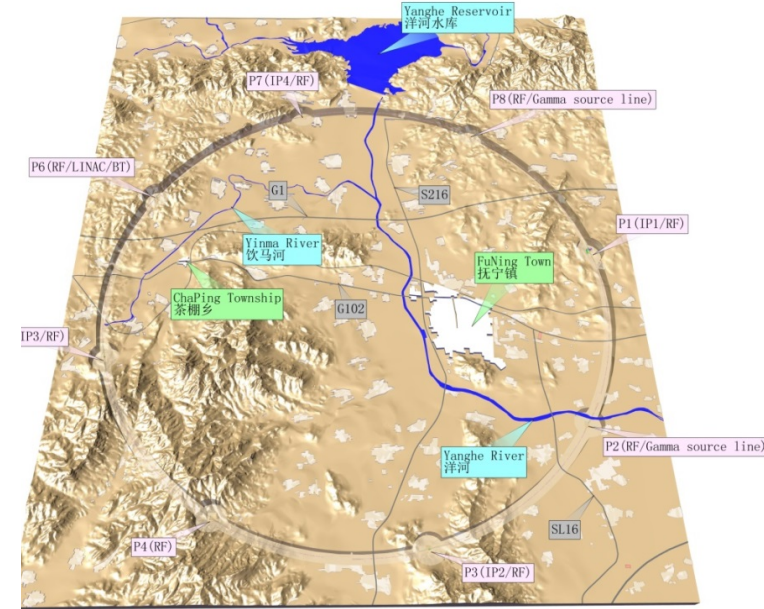 Yanghe Reservoir
洋河水库
P7(IP4/RF)
P8(RF/Gamma source line)
P6(RF/LINAC/BT)
G1
S216
P1(IP1/RF)
Yinma River
饮马河
FuNing Town
抚宁镇
ChaPing Township
茶棚乡
G102
IP3/RF)
P2(RF/Gamma source line)
Yanghe River
洋河
SL16
P4(RF)
P3(IP2/RF)